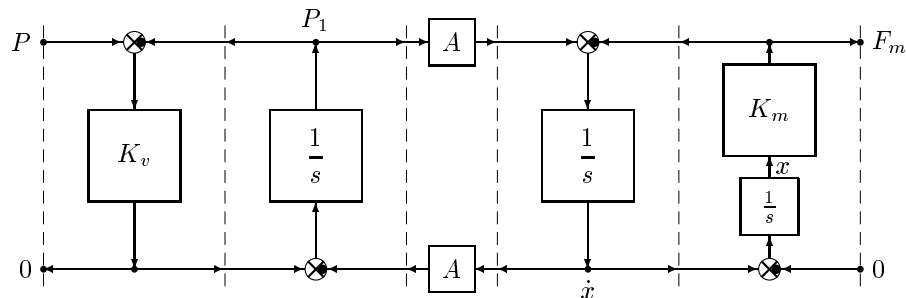 P P₁ A Fₘ
Kᵥ 1/s 1/s Kₘ
x
1/s
0 A ẋ 0